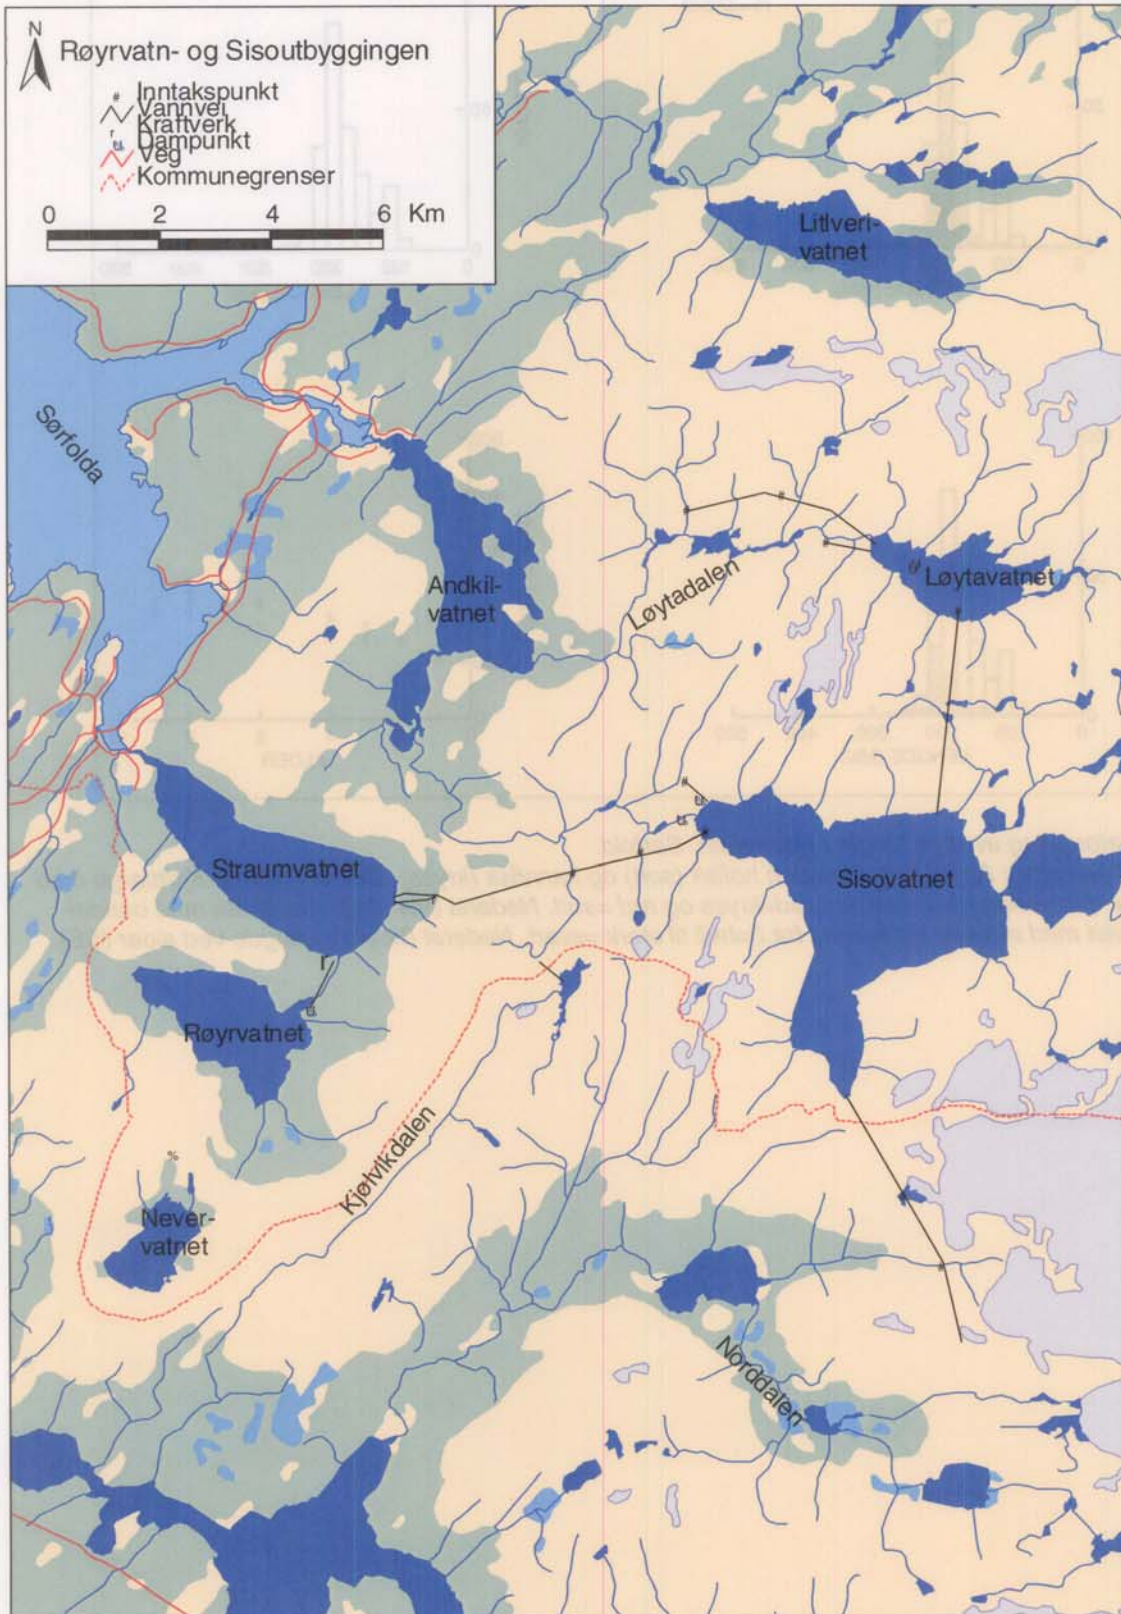 N
Røyrvatn- og Sisoutbyggingen
Inntakspunkt
Vannvei
Kraftverk
Dampunkt
Veg
Kommunegrenser
0 2 4 6 Km
Litlveri-
vatnet
Sørfolda
Andkil-
vatnet
Løytadalen
Løytavatnet
Straumvatnet
Sisovatnet
Røyrvatnet
Kjølvikdalen
Never-
vatnet
Norddalen